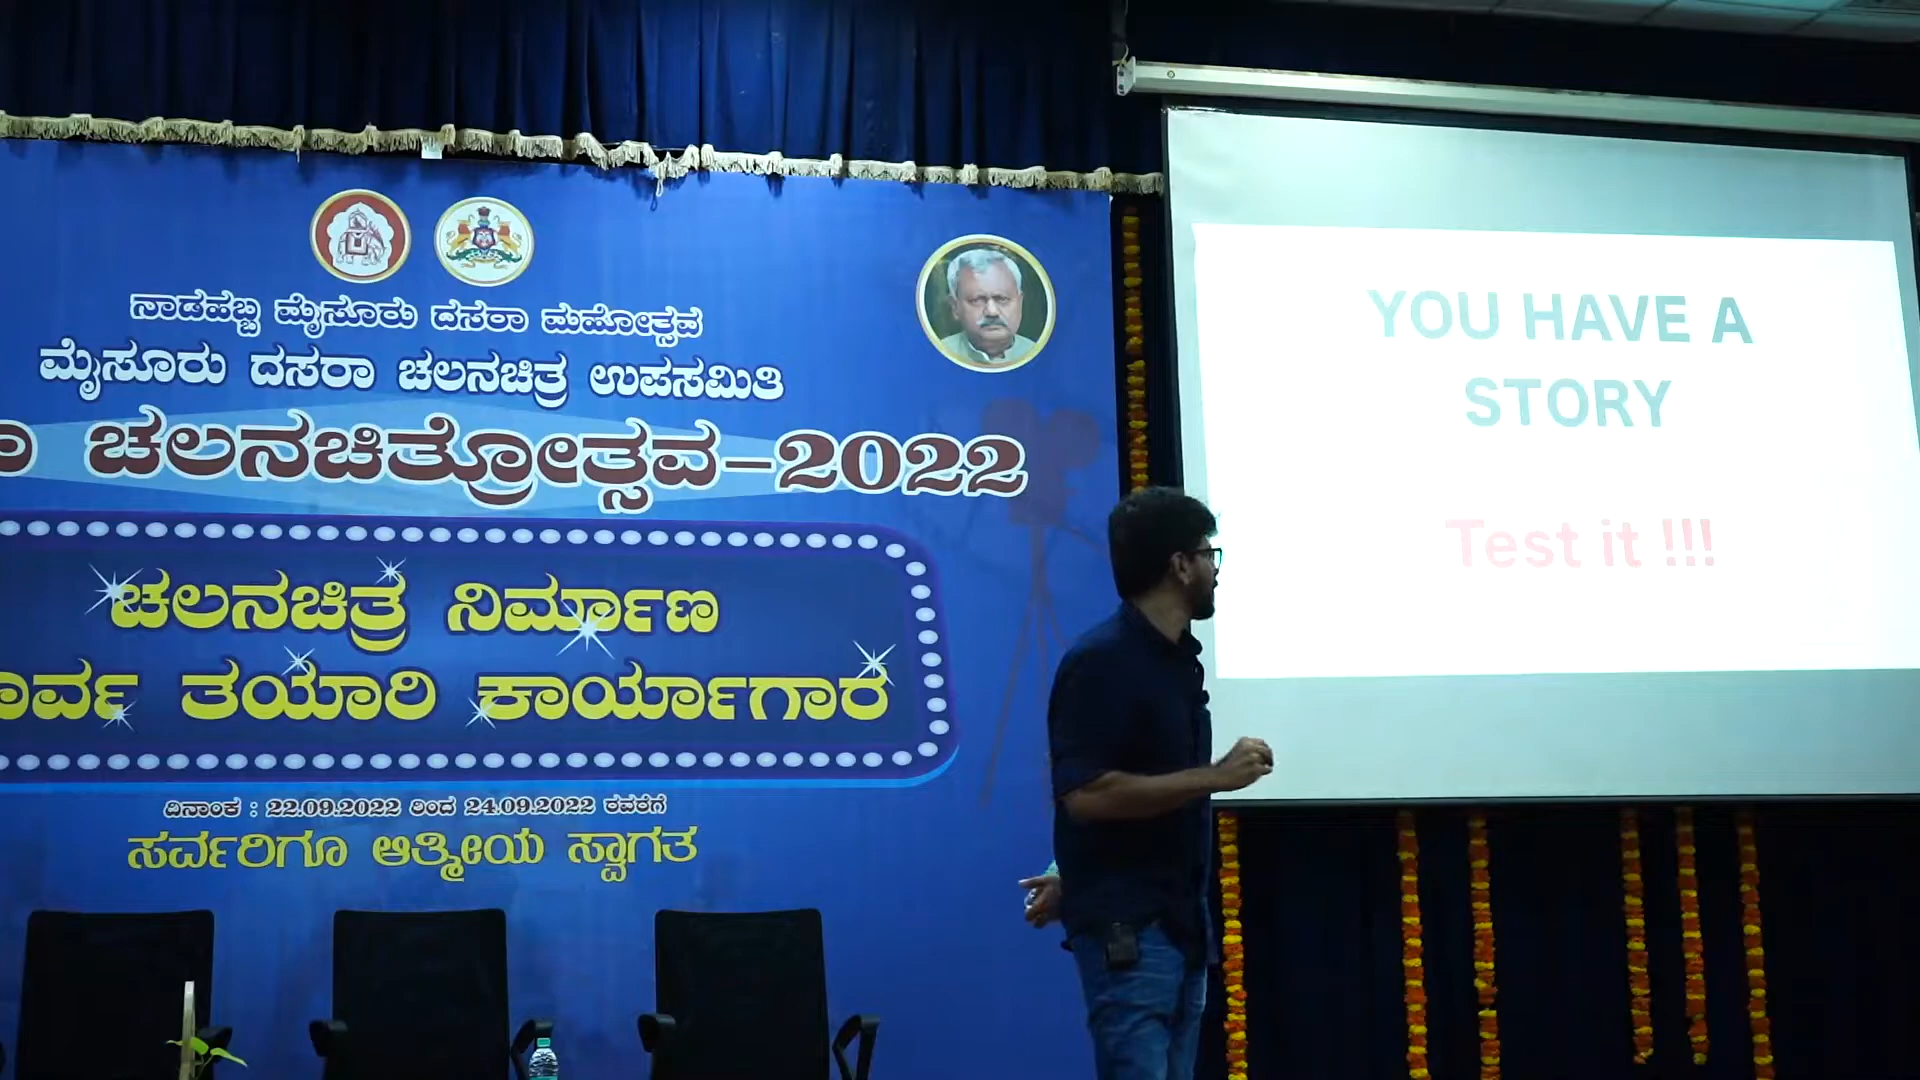 ನಾಡಹಬ್ಬ ಮೈಸೂರು ದಸರಾ ಮಹೋತ್ಸವ
ಮೈಸೂರು ದಸರಾ ಚಲನಚಿತ್ರ ಉಪಸಮಿತಿ
ಚಲನಚಿತ್ರೋತ್ಸವ-2022
ಚಲನಚಿತ್ರ ನಿರ್ಮಾಣ
ತಯಾರಿ ಕಾರ್ಯಾಗಾರ
ದಿನಾಂಕ : 22.09.2022 ರಿಂದ 24.09.2022 ರವರೆಗೆ
ಸರ್ವರಿಗೂ ಆತ್ಮೀಯ ಸ್ವಾಗತ
YOU HAVE A
STORY
Test it !!!